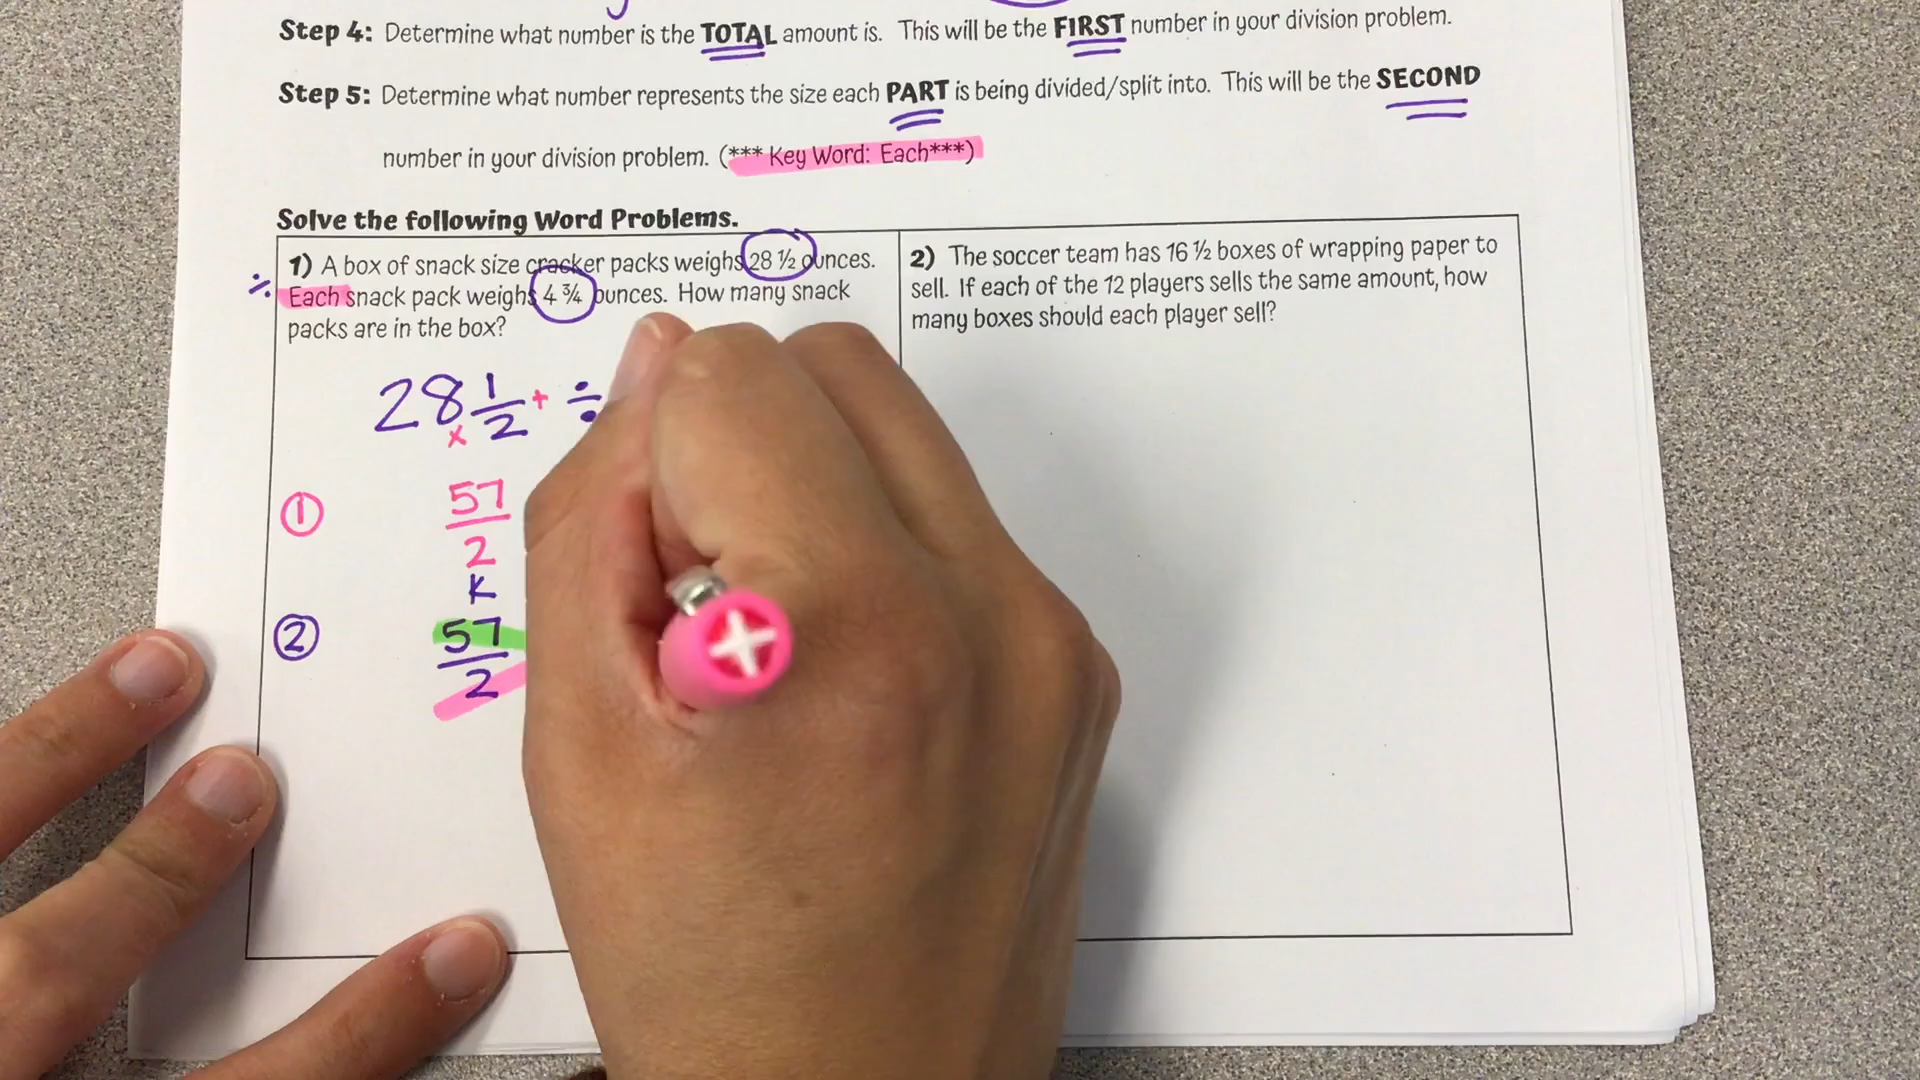 Step 4: Determine what number is the TOTAL amount is. This will be the FIRST number in your division problem.
Step 5: Determine what number represents the size each PART is being divided/split into. This will be the SECOND
number in your division problem. (*** Key Word: Each***)
Solve the following Word Problems.
1) A box of snack size cracker packs weighs 28 ½ ounces.
÷ Each snack pack weighs 4 ¾ ounces. How many snack
packs are in the box?
28 1/2 + ÷
x
① 57/2
K
② 57/2
2) The soccer team has 16 ½ boxes of wrapping paper to
sell. If each of the 12 players sells the same amount, how
many boxes should each player sell?